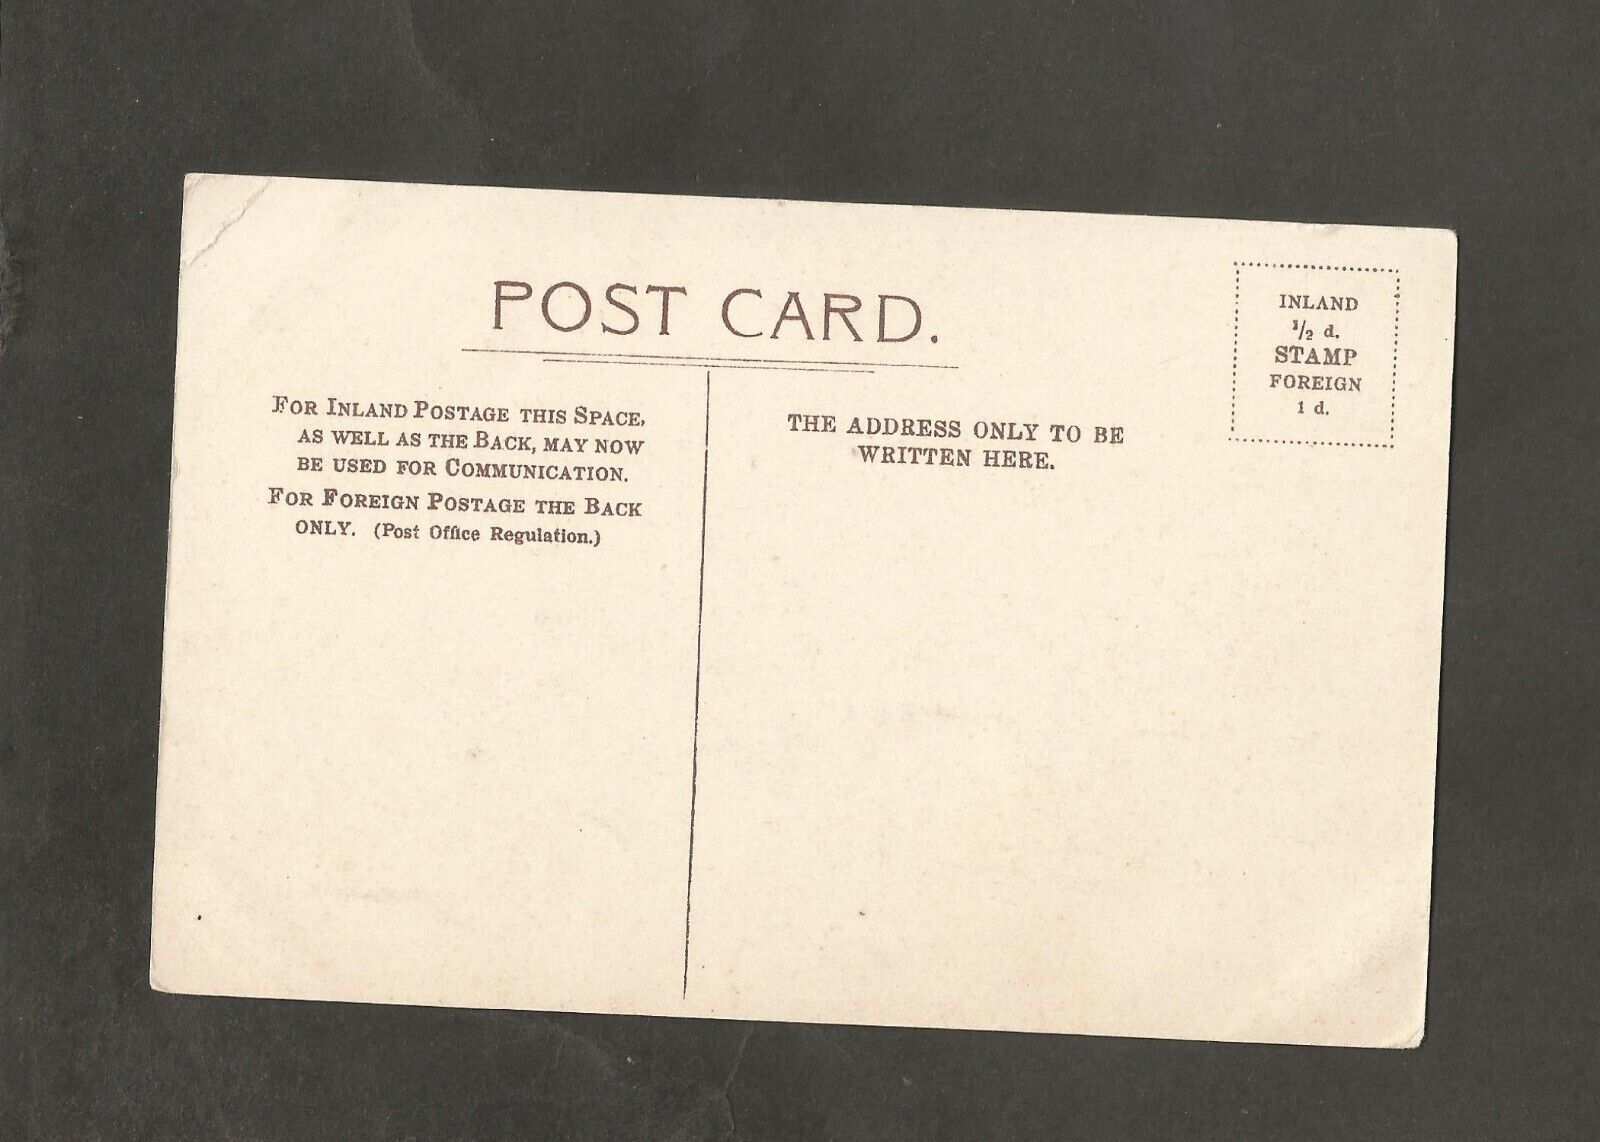 POST CARD.
INLAND
½ d.
STAMP
FOREIGN
1 d.
FOR INLAND POSTAGE THIS SPACE,
AS WELL AS THE BACK, MAY NOW
BE USED FOR COMMUNICATION.
FOR FOREIGN POSTAGE THE BACK
ONLY. (Post Office Regulation.)
THE ADDRESS ONLY TO BE
WRITTEN HERE.